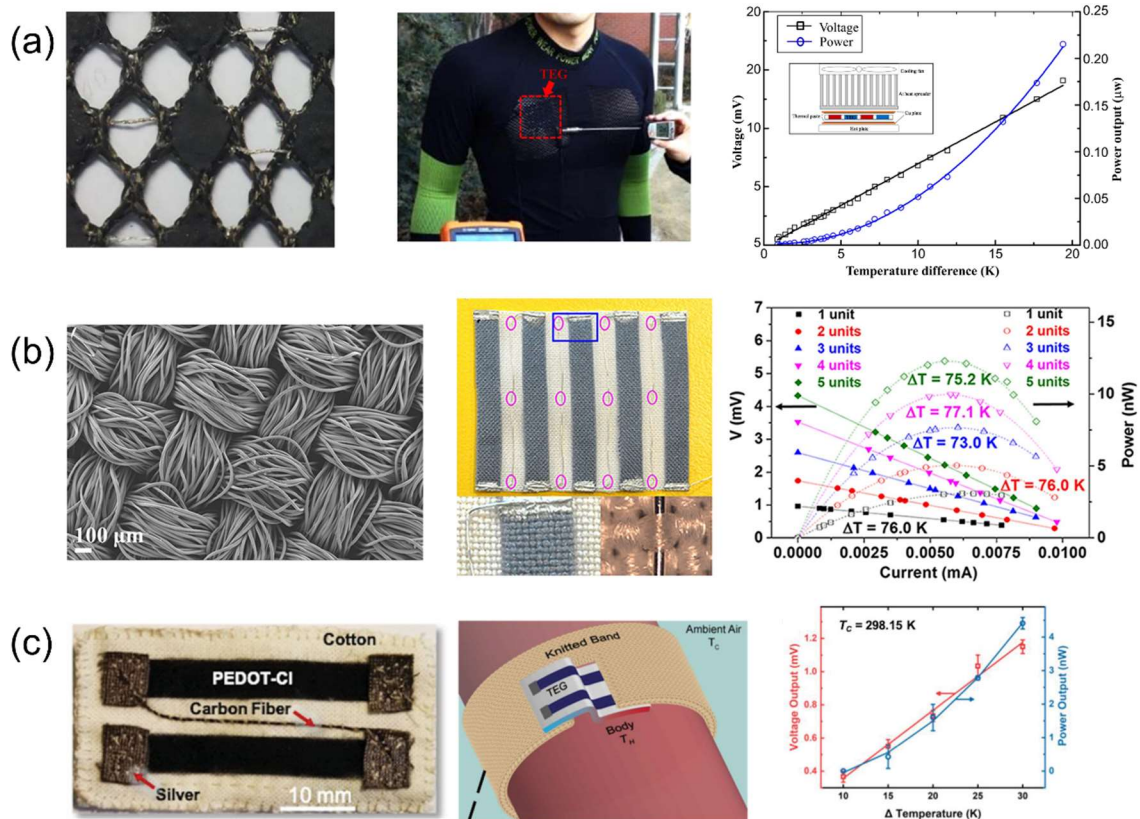 (a)
WEAR POWER
TEG
Voltage
Power
Cooling fan
Al heat spreader
Thermal paste
Cu plate
Hot plate
Voltage (mV)
20
20
10
20
5
Power output (μw)
0.25
0.20
0.15
0.10
0.05
0.00
5
10
15
20
Temperature difference (K)
(b)
100 μm
V (mV)
7
6
5
4
3
2
1
0
1 unit
2 units
3 units
4 units
5 units
1 unit
2 units
3 units
4 units
5 units
ΔT = 75.2 K
ΔT = 77.1 K
ΔT = 73.0 K
ΔT = 76.0 K
ΔT = 76.0 K
Power (nW)
15
10
5
0
0.0000
0.0025
0.0050
0.0075
0.0100
Current (mA)
(c)
Cotton
PEDOT-Cl
Carbon Fiber
Silver
10 mm
Ambient Air
T_C
Knitted Band
TEG
Body
T_H
T_C = 298.15 K
Voltage Output (mV)
1.2
1.0
0.8
0.6
0.4
Power Output (nW)
4
2
0
10
15
20
25
30
Δ Temperature (K)